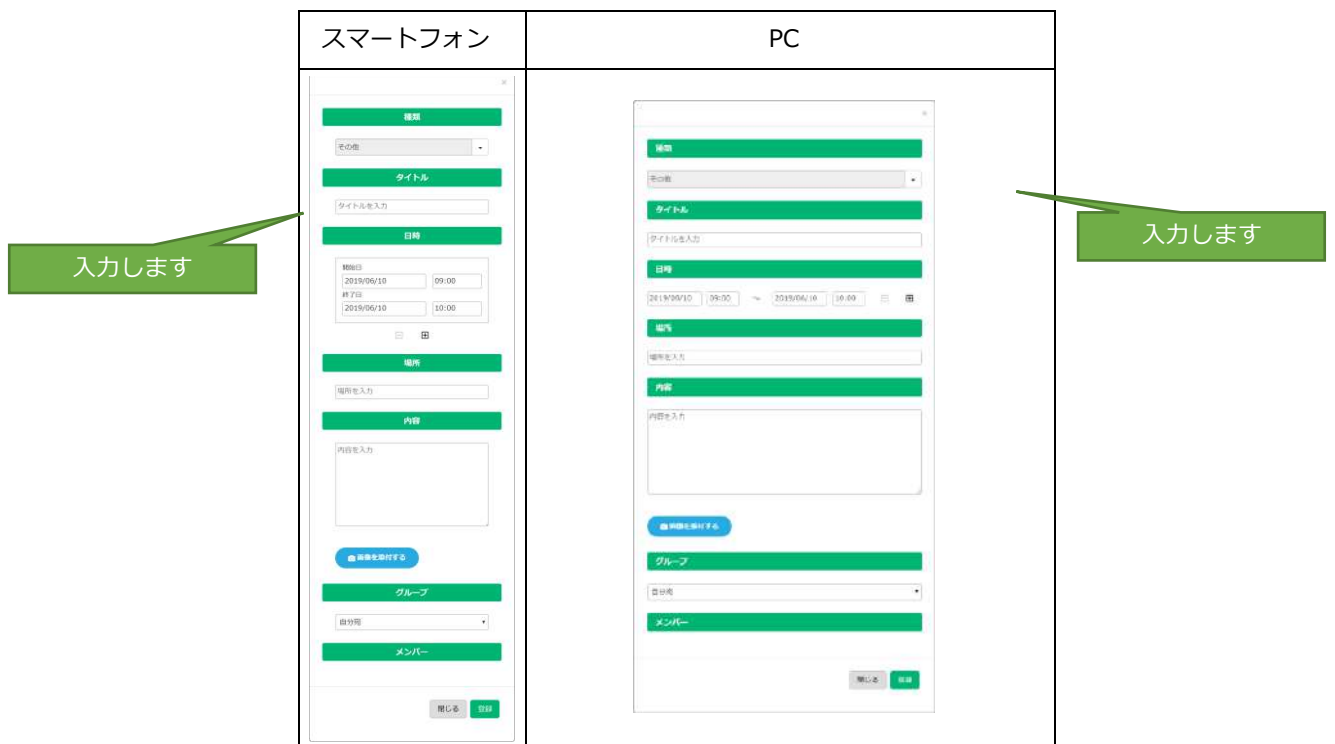 スマートフォン
PC
×
種類
その他
タイトル
タイトルを入力
日時
開始日
2019/06/10 09:00
終了日
2019/06/10 10:00
場所
場所を入力
内容
内容を入力
画像を添付する
グループ
自分宛
メンバー
閉じる 登録
入力します
×
種類
その他
タイトル
タイトルを入力
日時
2019/06/10 09:00 ～ 2019/06/10 10:00
場所
場所を入力
内容
内容を入力
画像を添付する
グループ
自分宛
メンバー
閉じる 登録
入力します